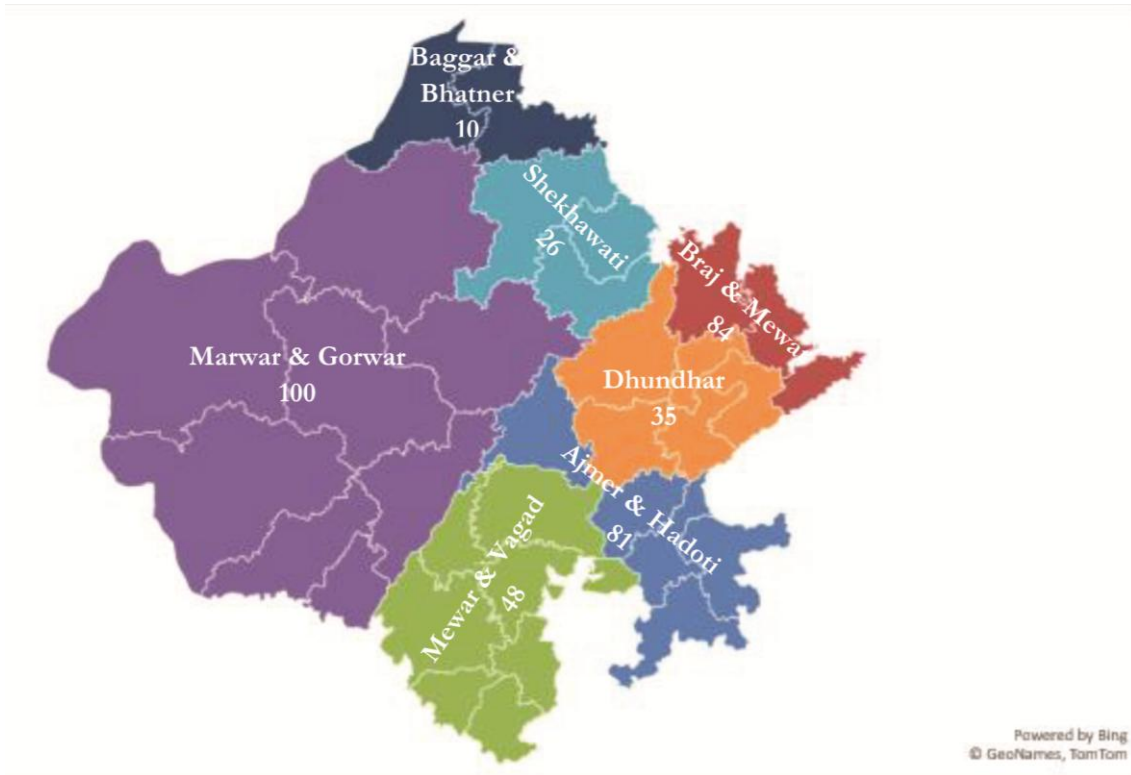 Baggar &
Bhatner
10
Shekhawati
26
Braj & Mewat
84
Marwar & Gorwar
100
Dhundhar
35
Ajmer & Hadoti
81
Mewar & Vagad
48
Powered by Bing
© GeoNames, TomTom